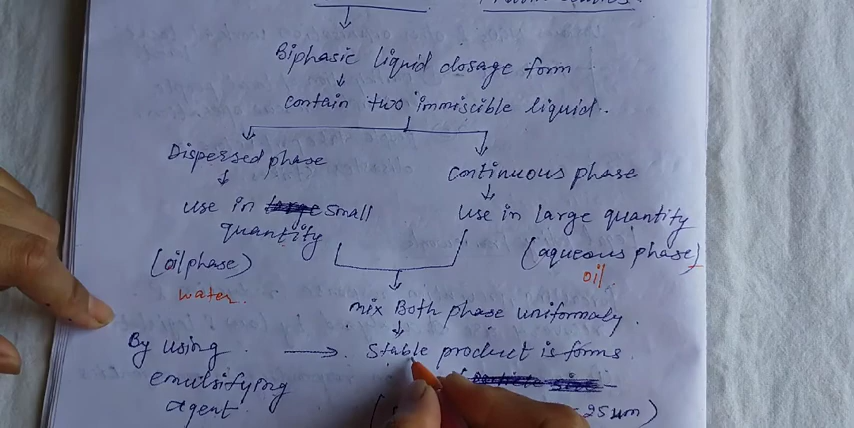 Biphasic liquid dosage form
contain two immiscible liquid.
Dispersed phase
continuous phase
use in small
quantity
use in large quantity
(oil phase)
(aqueous phase)
water.
oil
mix Both phase uniformaly.
By using
emulsifying
agent.
Stable product is forms.
25 µm)